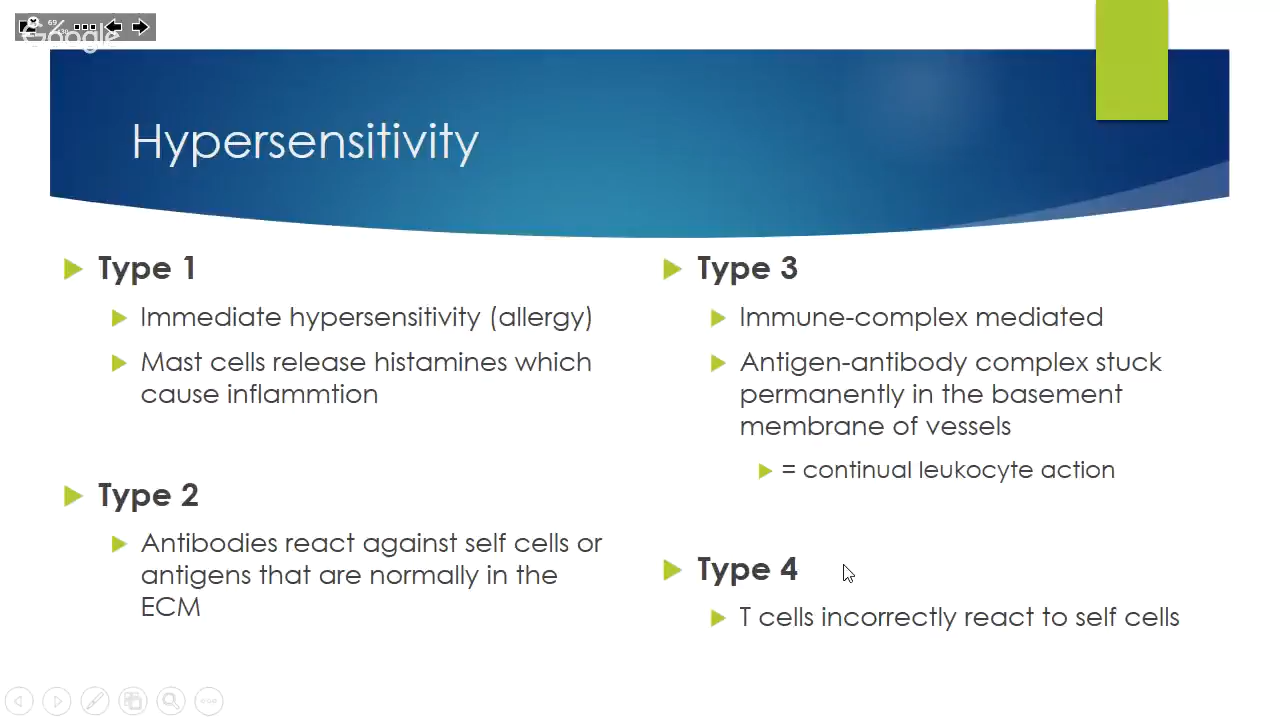 69
Google
Hypersensitivity
Type 1
Immediate hypersensitivity (allergy)
Mast cells release histamines which
cause inflammtion
Type 2
Antibodies react against self cells or
antigens that are normally in the
ECM
Type 3
Immune-complex mediated
Antigen-antibody complex stuck
permanently in the basement
membrane of vessels
= continual leukocyte action
Type 4
T cells incorrectly react to self cells